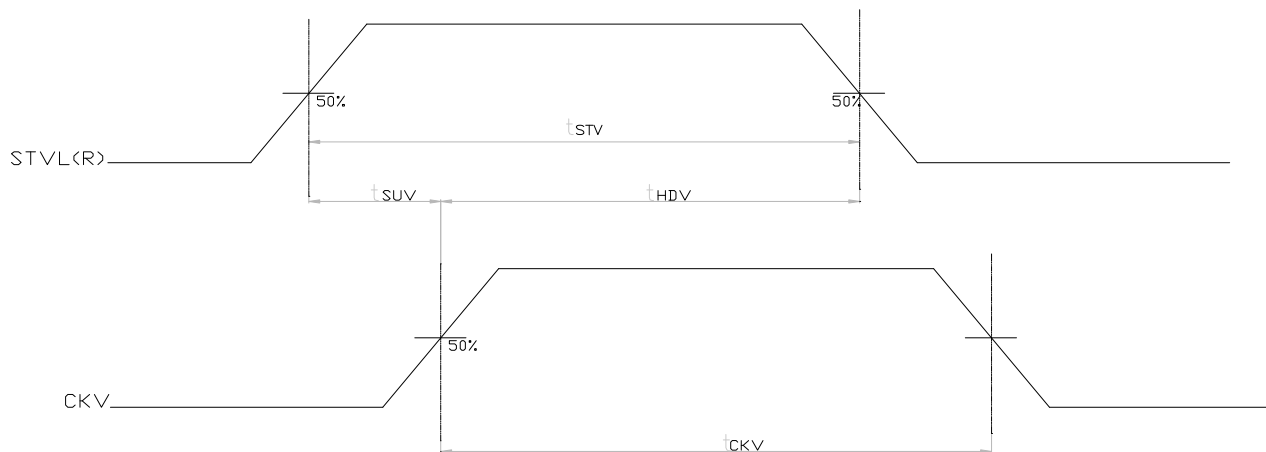 50% 50%
tSTV
STVL(R)
tSUV tHDV
50%
CKV
tCKV